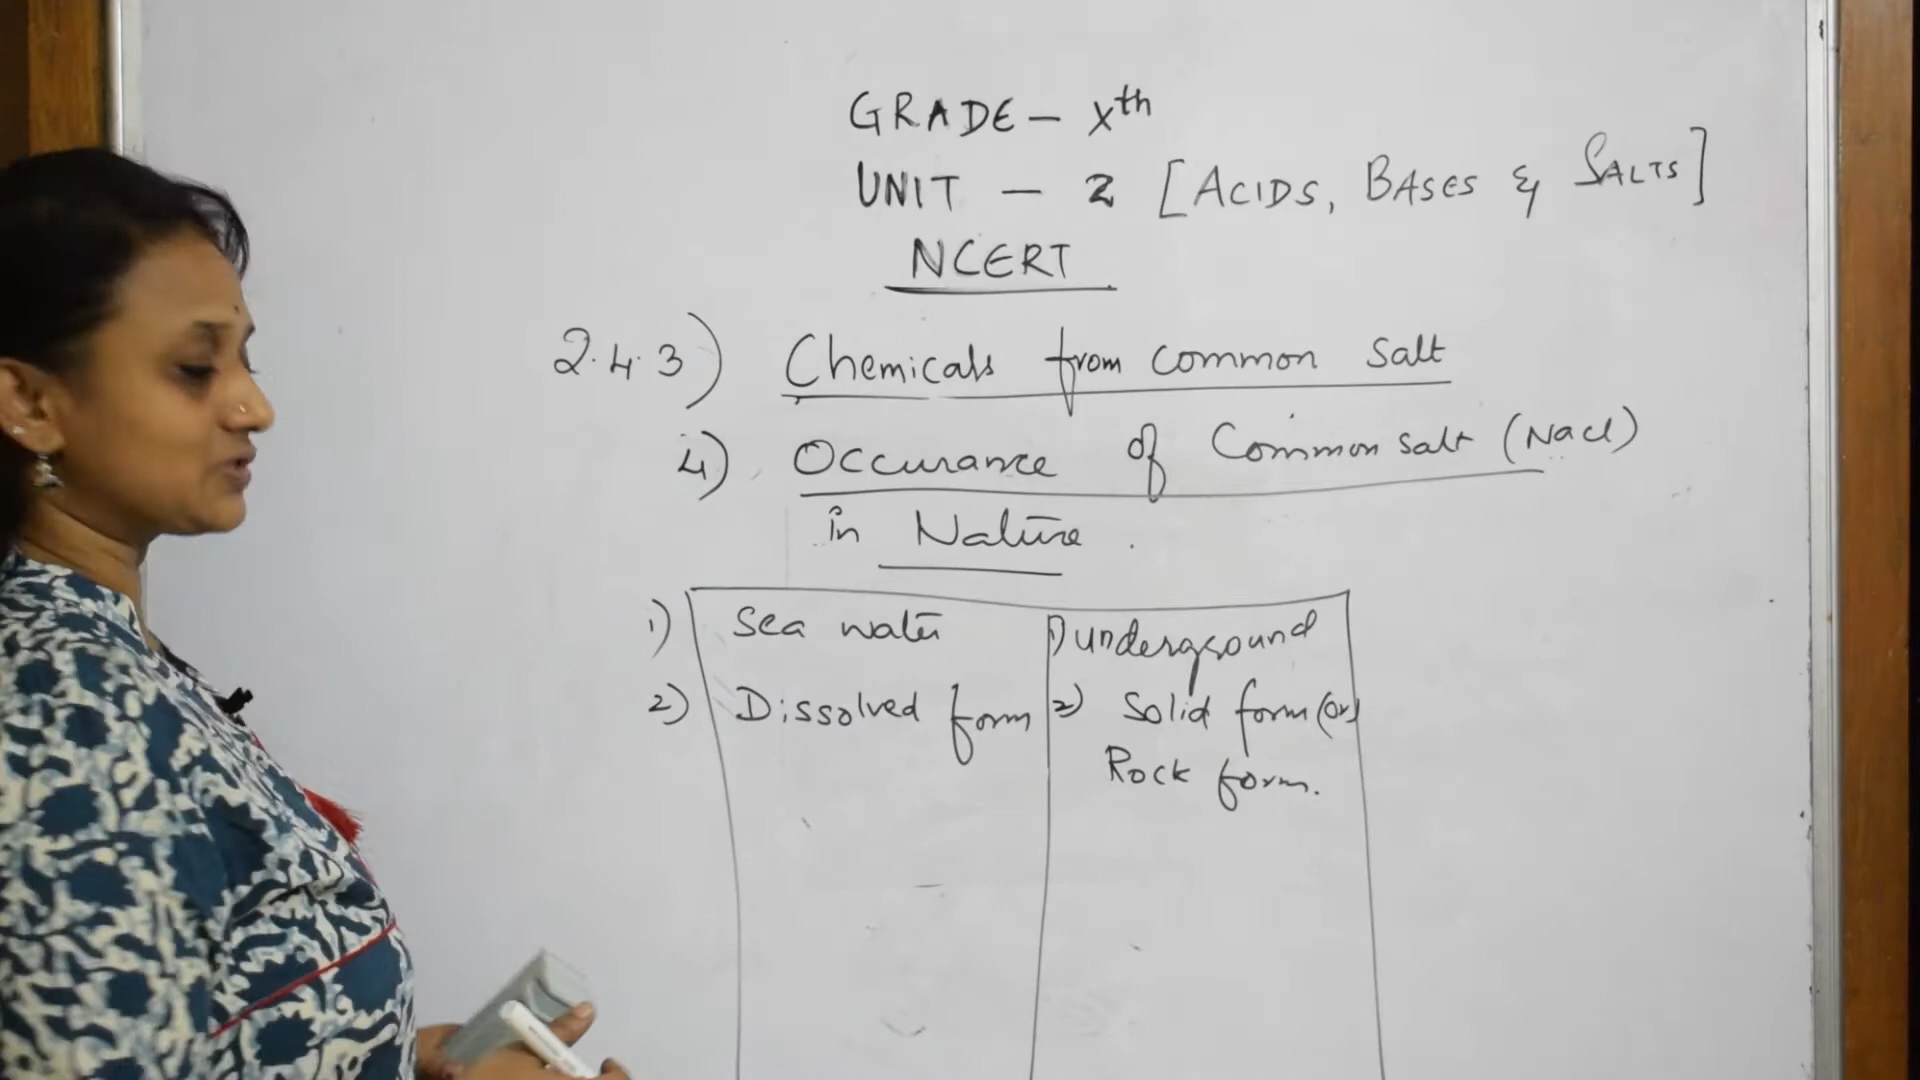 GRADE - Xth
UNIT - 2 [ACIDS, BASES & SALTS]
NCERT
2.4.3) Chemicals from common salt
4) Occurance of Common salt (NaCl)
in Nature.
1) Sea water 1) underground
2) Dissolved form 2) Solid form (or)
Rock form.